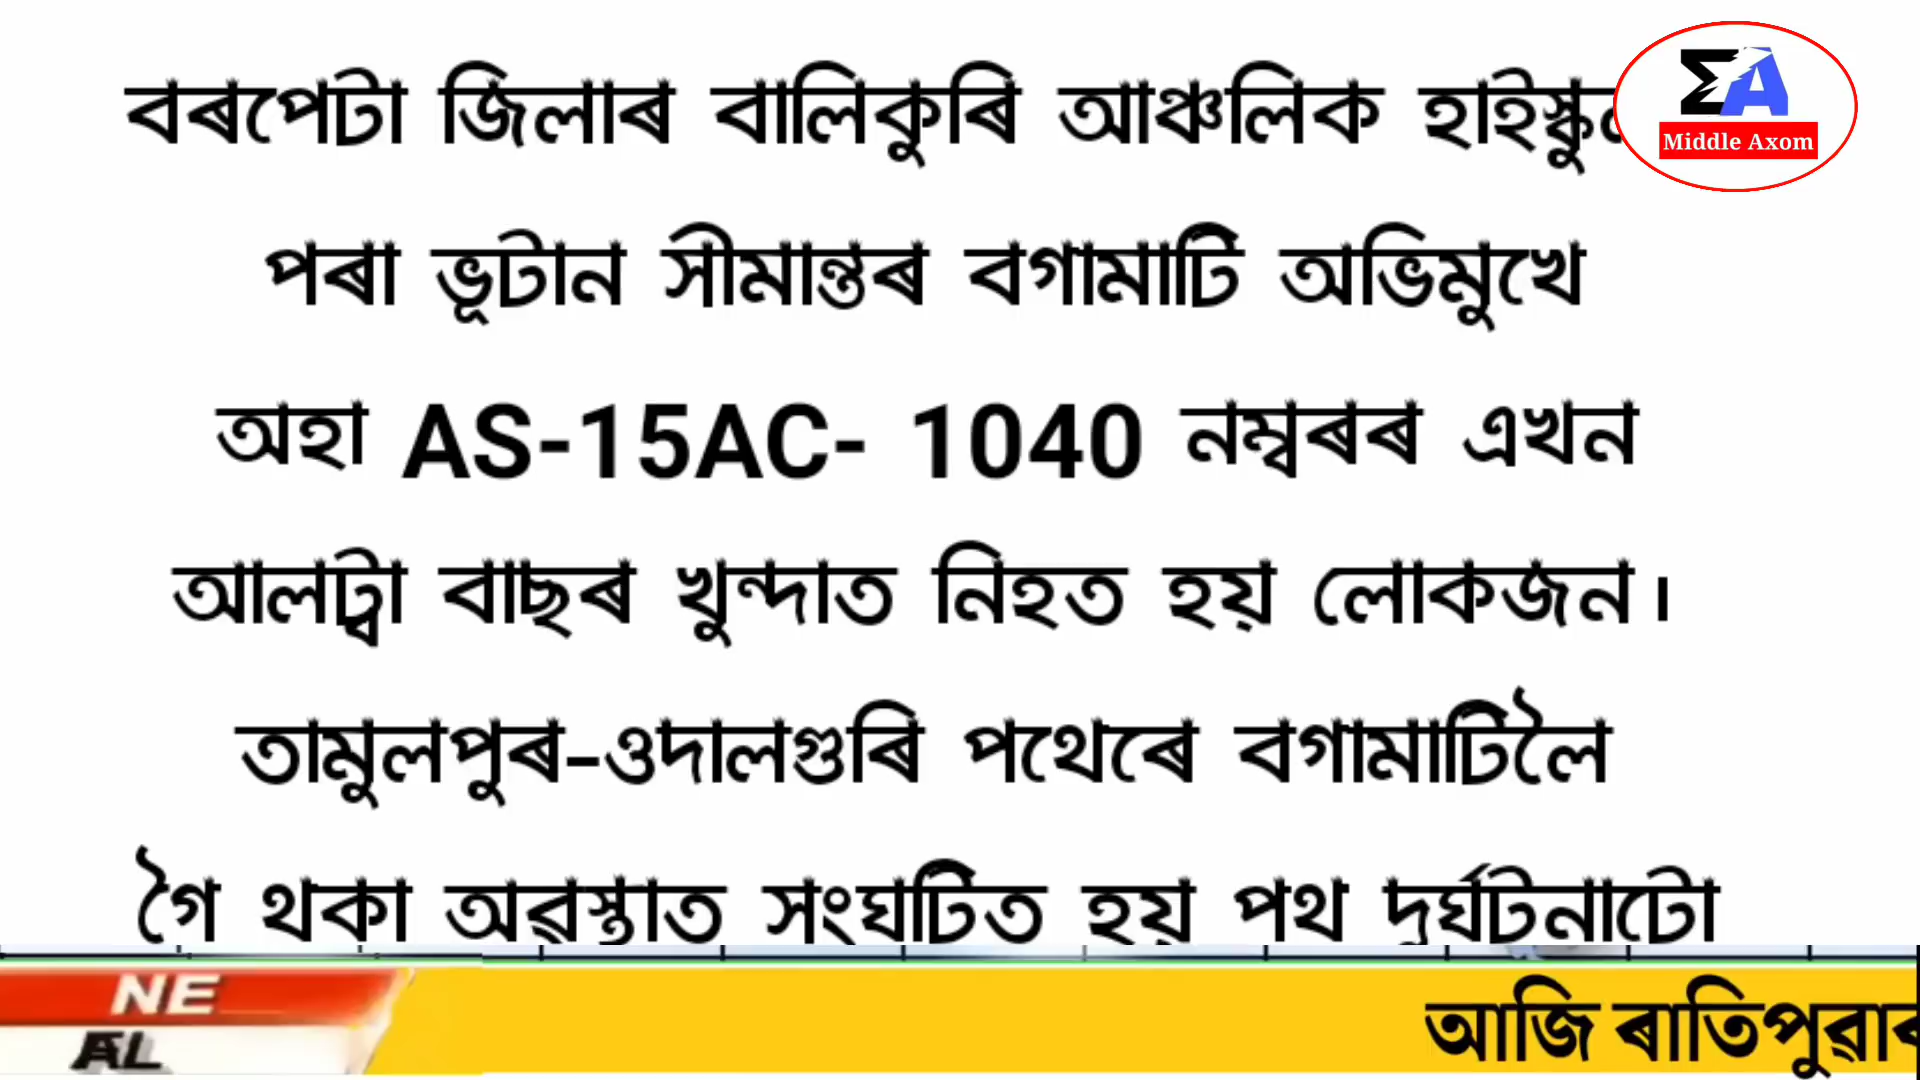 বৰপেটা জিলাৰ বালিকুৰি আঞ্চলিক
Middle Axom
পৰা ভূটান সীমান্তৰ বগামাটি অভিমুখে
অহা AS-15AC- 1040 নম্বৰৰ এখন
আলট্বা বাছৰ খুন্দাত নিহত হয় লোকজন।
তামুলপুৰ-ওদালগুৰি পথেৰে বগামাটিলৈ
গৈ থকা অৱস্তাত সংঘটিত হয় পথ দুৰ্ঘটনাটো
NE
AL
আজি